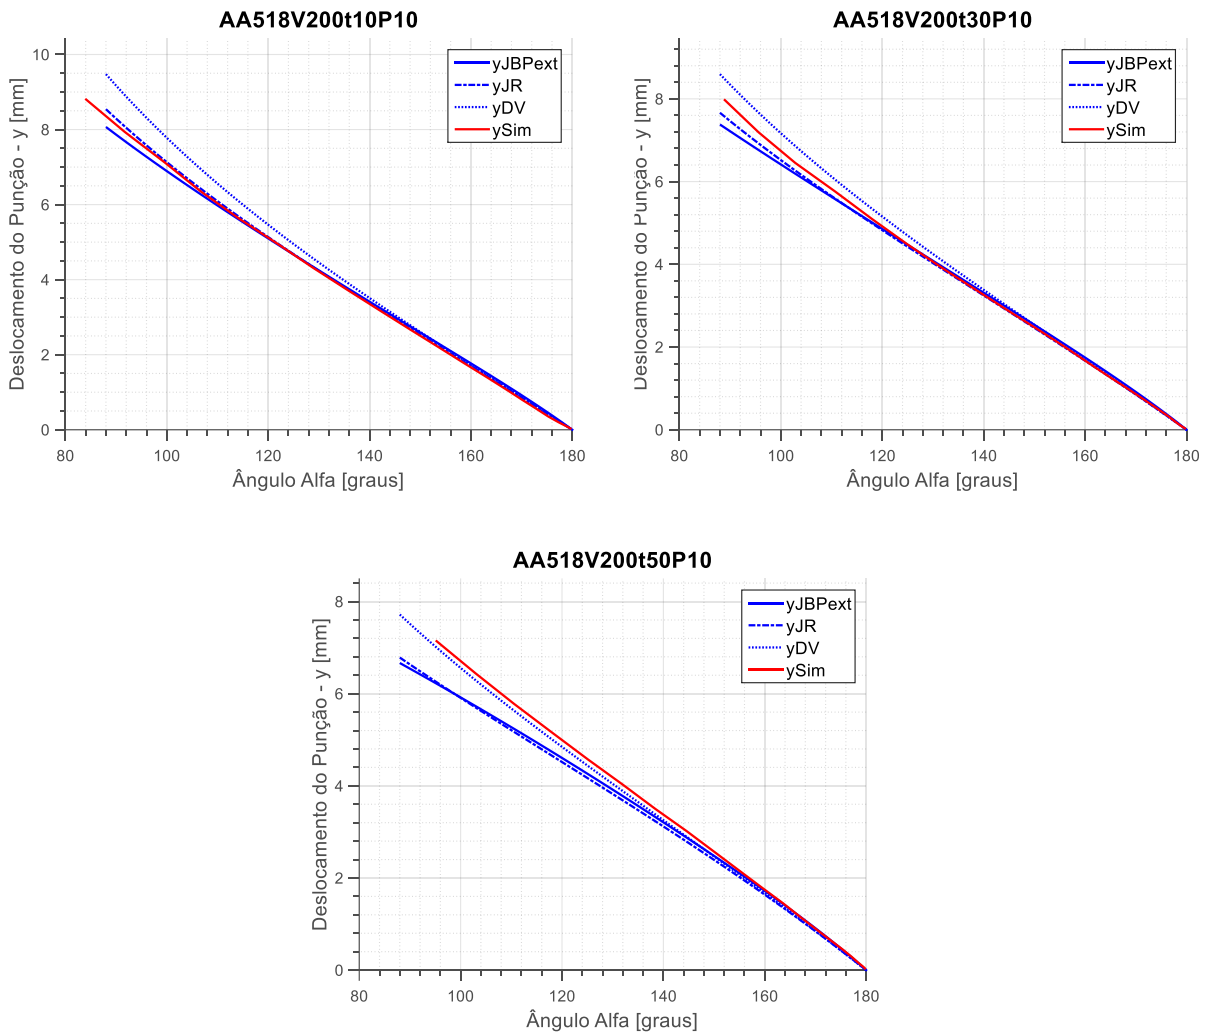 AA518V200t10P10
Deslocamento do Punção - y [mm]
10
8
6
4
2
0
80 100 120 140 160 180
Ângulo Alfa [graus]
yJBPext
yJR
yDV
ySim
AA518V200t30P10
Deslocamento do Punção - y [mm]
8
6
4
2
0
80 100 120 140 160 180
Ângulo Alfa [graus]
yJBPext
yJR
yDV
ySim
AA518V200t50P10
Deslocamento do Punção - y [mm]
8
6
4
2
0
80 100 120 140 160 180
Ângulo Alfa [graus]
yJBPext
yJR
yDV
ySim